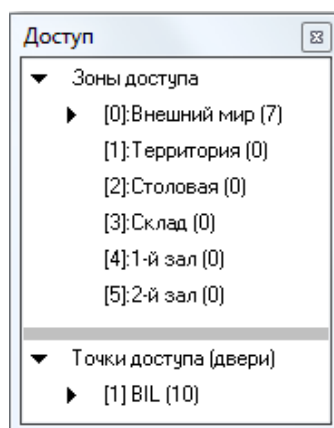 Доступ
Зоны доступа
[0]:Внешний мир (7)
[1]:Территория (0)
[2]:Столовая (0)
[3]:Склад (0)
[4]:1-й зал (0)
[5]:2-й зал (0)
Точки доступа (двери)
[1] BIL (10)